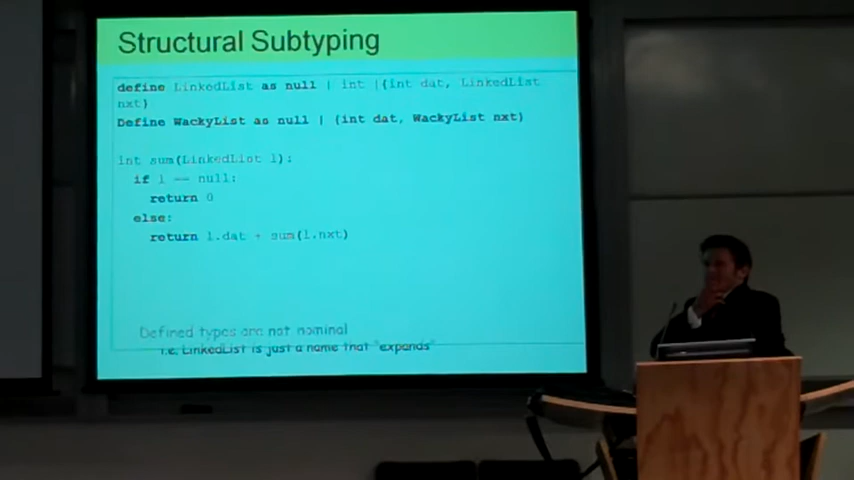 Structural Subtyping
define LinkedList as null | int |{int dat, LinkedList
nxt}
Define WackyList as null | {int dat, WackyList nxt}
int sum(LinkedList l):
if l == null:
return 0
else:
return l.dat + sum(l.nxt)
Defined types are not nominal
i.e. LinkedList is just a name that "expands"